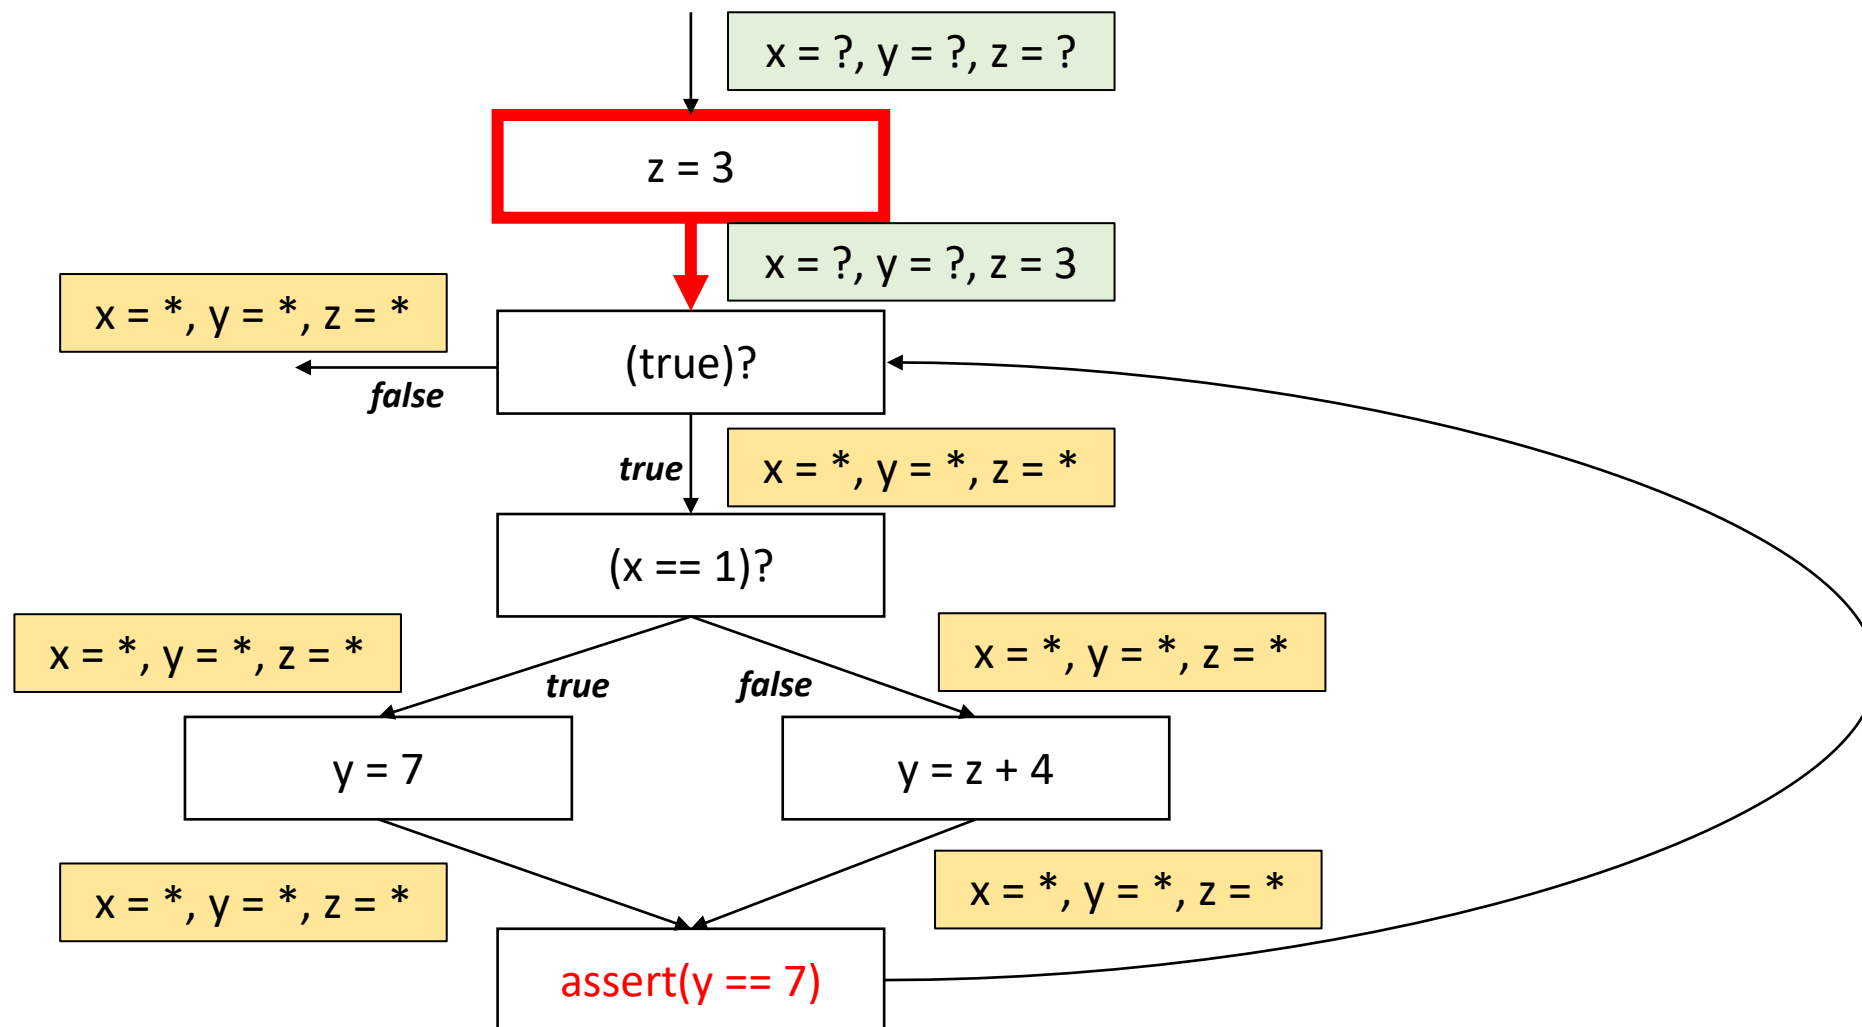 x = ?, y = ?, z = ?
z = 3
x = ?, y = ?, z = 3
x = *, y = *, z = *
(true)?
false
true
x = *, y = *, z = *
(x == 1)?
x = *, y = *, z = *
x = *, y = *, z = *
true
false
y = 7
y = z + 4
x = *, y = *, z = *
x = *, y = *, z = *
assert(y == 7)